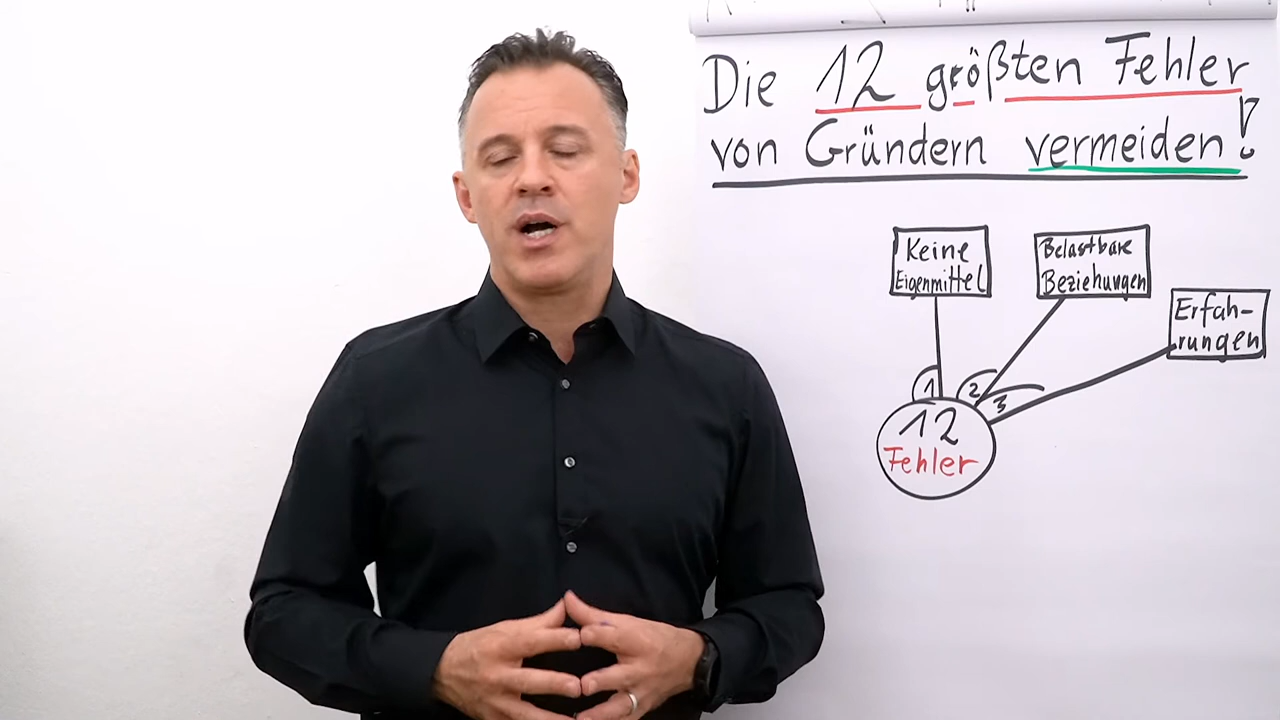 Die 12 größten Fehler
von Gründern vermeiden!
Keine
Eigenmittel
Belastbare
Beziehungen
Erfah-
rungen
1
2
3
12
Fehler